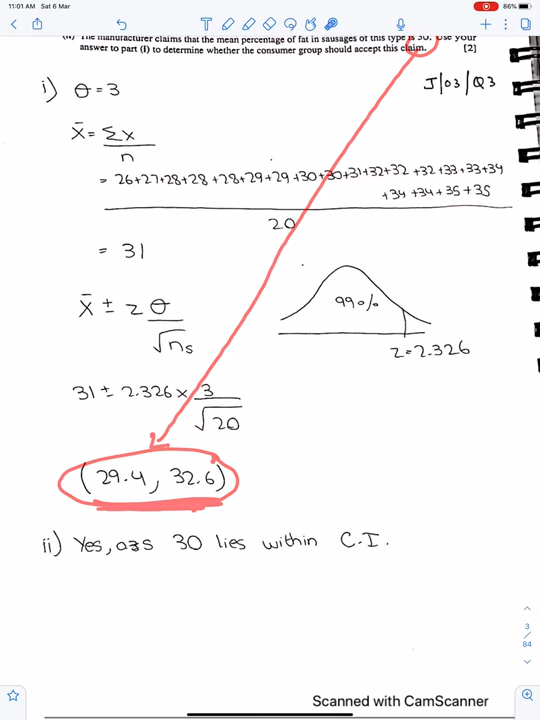 11:01 AM Sat 6 Mar
86%
(ii) The manufacturer claims that the mean percentage of fat in sausages of this type is 30. Use your
answer to part (i) to determine whether the consumer group should accept this claim. [2]
i) θ = 3
J/03/Q3
x̄ = Σx
n
= 26+27+28+28+28+29+29+30+30+31+32+32+32+33+33+34
+34+34+35+35
20
= 31
99%
x̄ ± z θ
√ns
z = 2.326
31 ± 2.326 × 3
√20
(29.4, 32.6)
ii) Yes, as 30 lies within C.I.
3
/
84
Scanned with CamScanner